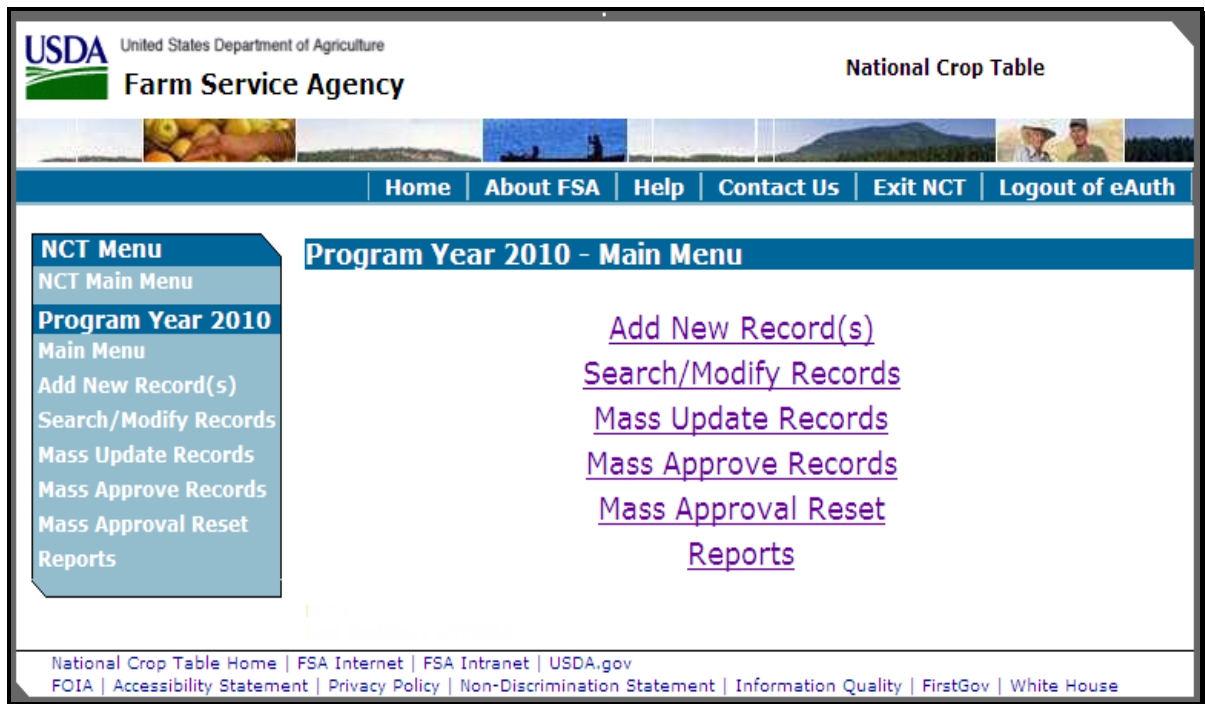 USDA United States Department of Agriculture
Farm Service Agency
National Crop Table
Home | About FSA | Help | Contact Us | Exit NCT | Logout of eAuth
NCT Menu
NCT Main Menu
Program Year 2010
Main Menu
Add New Record(s)
Search/Modify Records
Mass Update Records
Mass Approve Records
Mass Approval Reset
Reports
Program Year 2010 - Main Menu
Add New Record(s)
Search/Modify Records
Mass Update Records
Mass Approve Records
Mass Approval Reset
Reports
National Crop Table Home | FSA Internet | FSA Intranet | USDA.gov
FOIA | Accessibility Statement | Privacy Policy | Non-Discrimination Statement | Information Quality | FirstGov | White House